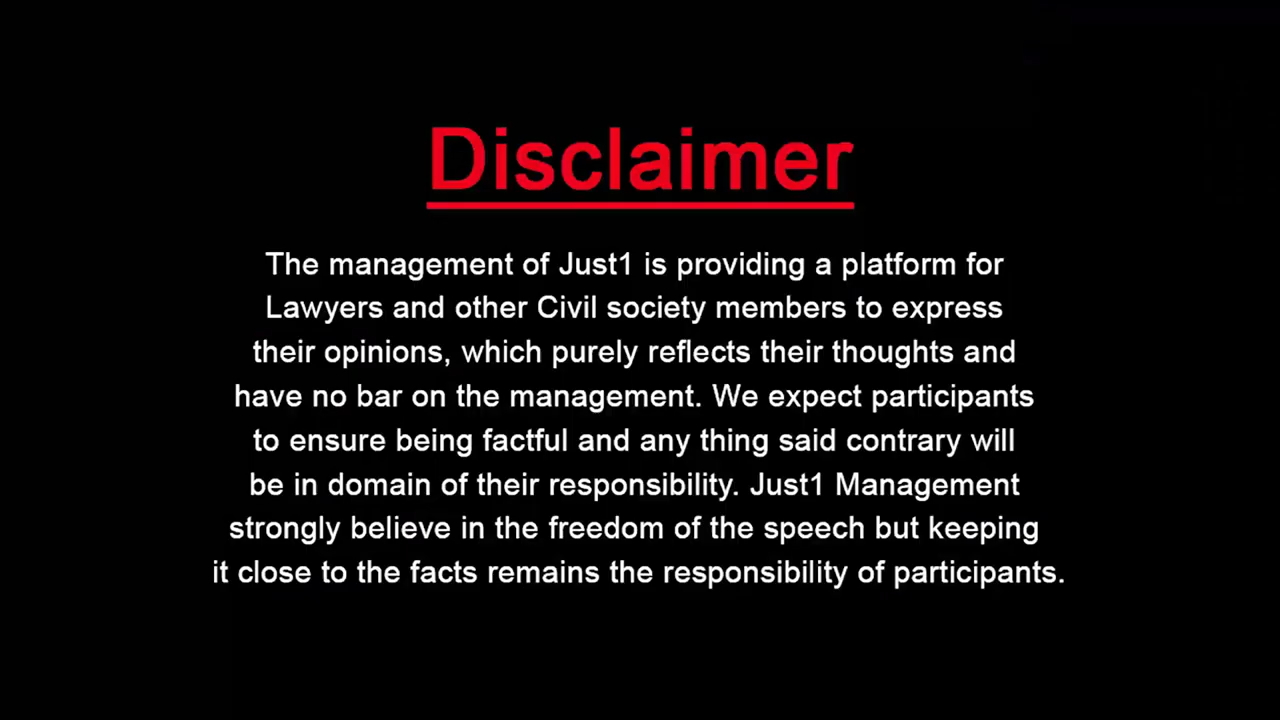 Disclaimer
The management of Just1 is providing a platform for
Lawyers and other Civil society members to express
their opinions, which purely reflects their thoughts and
have no bar on the management. We expect participants
to ensure being factful and any thing said contrary will
be in domain of their responsibility. Just1 Management
strongly believe in the freedom of the speech but keeping
it close to the facts remains the responsibility of participants.